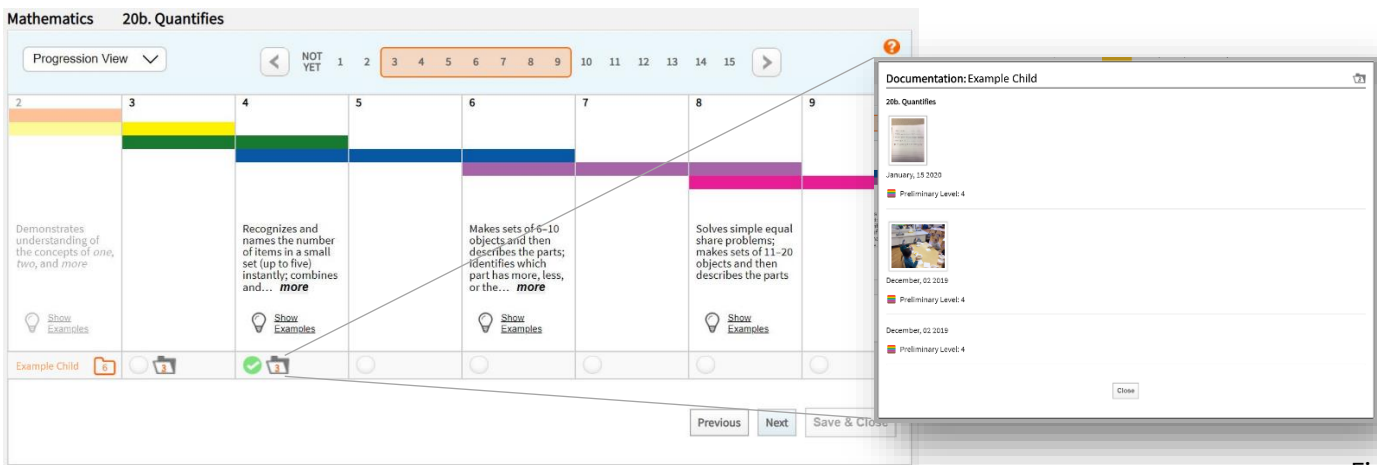 Mathematics 20b. Quantifies
Progression View
NOT YET 1 2 3 4 5 6 7 8 9 10 11 12 13 14 15
?
2 3 4 5 6 7 8 9
Demonstrates
understanding of
the concepts of one,
two, and more
Show
Examples
Recognizes and
names the number
of items in a small
set (up to five)
instantly; combines
and... more
Show
Examples
Makes sets of 6–10
objects and then
describes the parts;
identifies which
part has more, less,
or the... more
Show
Examples
Solves simple equal
share problems;
makes sets of 11–20
objects and then
describes the parts
Show
Examples
Example Child 6 3 3
Previous Next Save & Close
Documentation: Example Child
20b. Quantifies
January, 15 2020
Preliminary Level: 4
December, 02 2019
Preliminary Level: 4
December, 02 2019
Preliminary Level: 4
Close